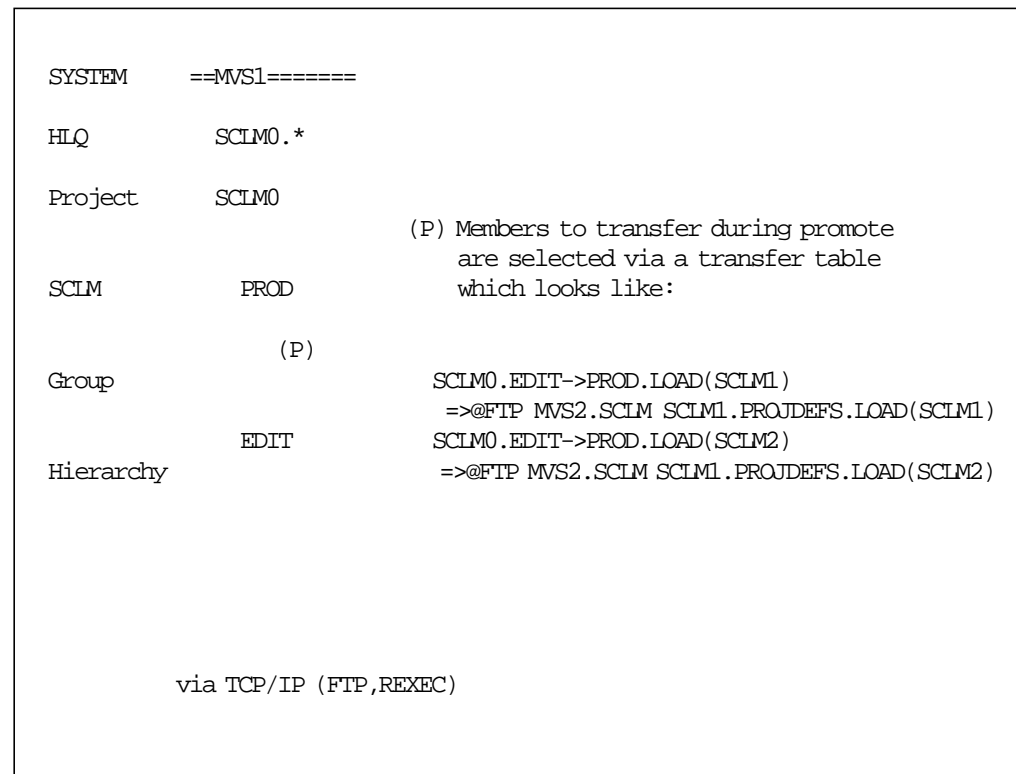 SYSTEM ==MVS1=======
HLQ SCLM0.*
Project SCLM0
(P) Members to transfer during promote
are selected via a transfer table
SCLM PROD which looks like:
(P)
Group SCLM0.EDIT->PROD.LOAD(SCLM1)
=>@FTP MVS2.SCLM SCLM1.PROJDEFS.LOAD(SCLM1)
EDIT SCLM0.EDIT->PROD.LOAD(SCLM2)
Hierarchy =>@FTP MVS2.SCLM SCLM1.PROJDEFS.LOAD(SCLM2)
via TCP/IP (FTP,REXEC)